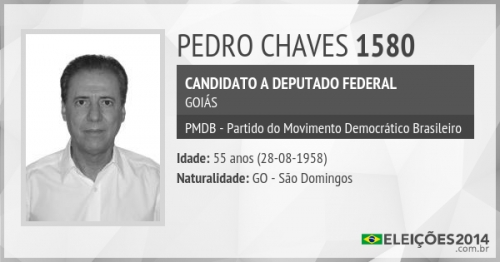 PEDRO CHAVES 1580
CANDIDATO A DEPUTADO FEDERAL
GOIÁS
PMDB - Partido do Movimento Democrático Brasileiro
Idade: 55 anos (28-08-1958)
Naturalidade: GO - São Domingos
ELEIÇÕES2014
.com.br